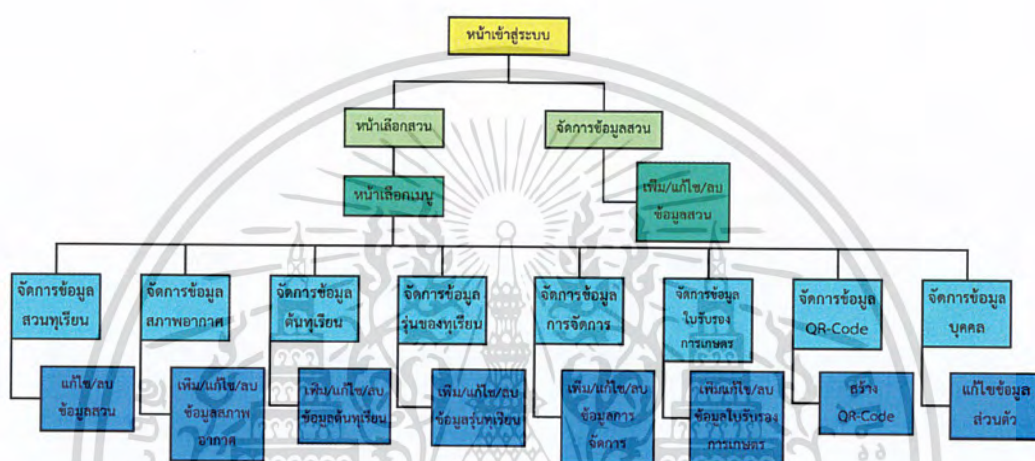 หน้าเข้าสู่ระบบ
หน้าเลือกสวน
จัดการข้อมูลสวน
หน้าเลือกเมนู
เพิ่ม/แก้ไข/ลบ
ข้อมูลสวน
จัดการข้อมูล
สวนทุเรียน
จัดการข้อมูล
สภาพอากาศ
จัดการข้อมูล
ต้นทุเรียน
จัดการข้อมูล
รุ่นของทุเรียน
จัดการข้อมูล
การจัดการ
จัดการข้อมูล
ใบรับรอง
การเกษตร
จัดการข้อมูล
QR-Code
จัดการข้อมูล
บุคคล
แก้ไข/ลบ
ข้อมูลสวน
เพิ่ม/แก้ไข/ลบ
ข้อมูลสภาพ
อากาศ
เพิ่ม/แก้ไข/ลบ
ข้อมูลต้นทุเรียน
เพิ่ม/แก้ไข/ลบ
ข้อมูลรุ่นทุเรียน
เพิ่ม/แก้ไข/ลบ
ข้อมูลการ
จัดการ
เพิ่มแก้ไข/ลบ
ข้อมูลใบรับรอง
การเกษตร
สร้าง
QR-Code
แก้ไขข้อมูล
ส่วนตัว